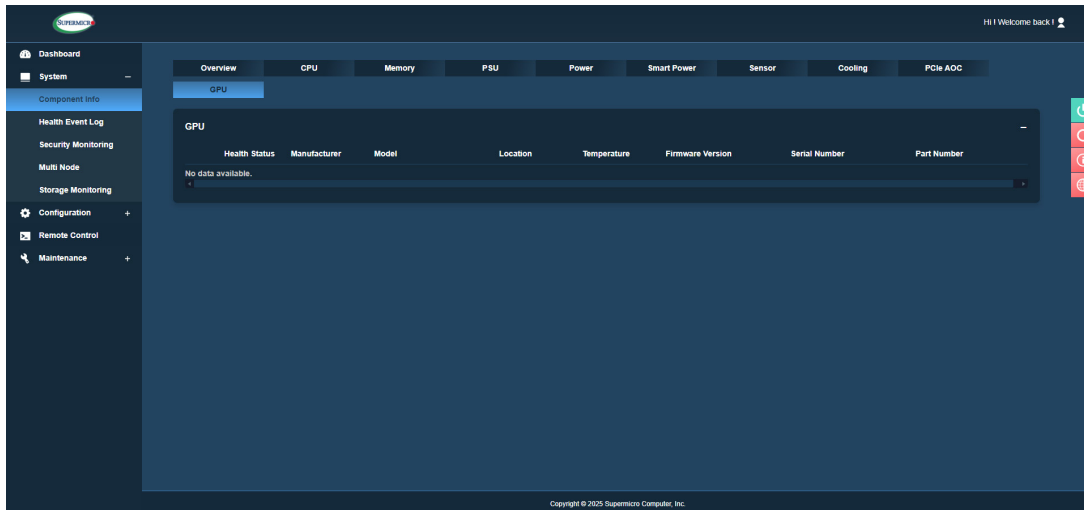 SUPERMICRO
Hi ! Welcome back !
Dashboard
System −
Component Info
Health Event Log
Security Monitoring
Multi Node
Storage Monitoring
Configuration +
Remote Control
Maintenance +
Overview CPU Memory PSU Power Smart Power Sensor Cooling PCIe AOC
GPU
GPU −
Health Status Manufacturer Model Location Temperature Firmware Version Serial Number Part Number
No data available.
Copyright © 2025 Supermicro Computer, Inc.